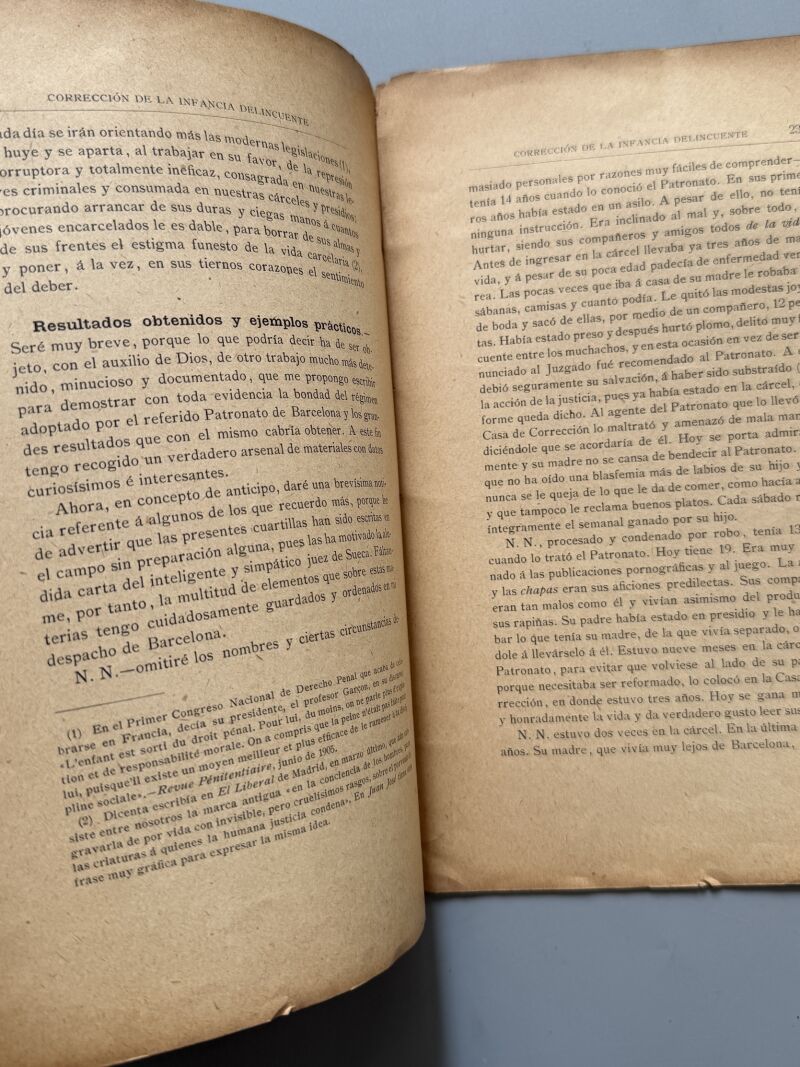 CORRECCIÓN DE LA INFANCIA DELINCUENTE
ada día se irán orientando más las modernas legislaciones (1),
huye y se aparta, al trabajar en su favor, de la represión
orruptora y totalmente ineficaz, consagrada en nuestras le-
es criminales y consumada en nuestras cárceles y presidios;
procurando arrancar de sus duras y ciegas manos á cuantos
jóvenes encarcelados le es dable, para borrar de sus almas y
de sus frentes el estigma funesto de la vida carcelaria (2),
y poner, á la vez, en sus tiernos corazones el sentimiento
del deber.
Resultados obtenidos y ejemplos prácticos.—
Seré muy breve, porque lo que podría decir ha de ser ob-
jeto, con el auxilio de Dios, de otro trabajo mucho más dete-
nido, minucioso y documentado, que me propongo escribir
para demostrar con toda evidencia la bondad del régimen
adoptado por el referido Patronato de Barcelona y los gran-
des resultados que con el mismo cabría obtener. A este fin
tengo recogido un verdadero arsenal de materiales con datos
curiosísimos é interesantes.
Ahora, en concepto de anticipo, daré una brevísima noti-
cia referente á algunos de los que recuerdo más, porque he
de advertir que las presentes cuartillas han sido escritas en
el campo sin preparación alguna, pues las ha motivado la alu-
dida carta del inteligente y simpático juez de Sueca. Fáltan-
me, por tanto, la multitud de elementos que sobre estas ma-
terias tengo cuidadosamente guardados y ordenados en mi
despacho de Barcelona.
N. N.—omitiré los nombres y ciertas circunstancias de-
(1) En el Primer Congreso Nacional de Derecho Penal que acaba de cele-
brarse en Francia, decía su presidente, el profesor Garçon, en su discurso
«L'enfant est sorti du droit pénal. Pour lui, du moins, on ne parle plus d'expia-
tion et de responsabilité morale. On a compris que la peine n'était pas faite pour
lui, puisque'il existe un moyen meilleur et plus efficace de le ramener à la disci-
pline sociale».—Revue Pénitentiaire, junio de 1905.
(2) Dicenta escribía en El Liberal de Madrid, en marzo último, que aún sub-
siste entre nosotros la marca antigua «en la conciencia de los hombres, para
gravarla de por vida con invisible, pero cruelísimos rasgos, sobre el porvenir de
las criaturas á quienes la humana justicia condena». En Juan José tiene una
frase muy gráfica para expresar la misma idea.
CORRECCIÓN DE LA INFANCIA DELINCUENTE 23
masiado personales por razones muy fáciles de comprender—
tenía 14 años cuando lo conoció el Patronato. En sus prime
ros años había estado en un asilo. A pesar de ello, no tení
ninguna instrucción. Era inclinado al mal y, sobre todo,
hurtar, siendo sus compañeros y amigos todos de la vid
Antes de ingresar en la cárcel llevaba ya tres años de ma
vida, y á pesar de su poca edad padecía de enfermedad ver
rea. Las pocas veces que iba á casa de su madre le robaba
sábanas, camisas y cuanto podía. Le quitó las modestas joy
de boda y sacó de ellas, por medio de un compañero, 12 pe
tas. Había estado preso y después hurtó plomo, delito muy f
cuente entre los muchachos, y en esta ocasión en vez de ser
nunciado al Juzgado fué recomendado al Patronato. A
debió seguramente su salvación, á haber sido substraído
la acción de la justicia, pues ya había estado en la cárcel,
forme queda dicho. Al agente del Patronato que lo llevó
Casa de Corrección lo maltrató y amenazó de mala mar
diciéndole que se acordaría de él. Hoy se porta admir
mente y su madre no se cansa de bendecir al Patronato.
que no ha oído una blasfemia más de labios de su hijo y
nunca se le queja de lo que le da de comer, como hacía a
y que tampoco le reclama buenos platos. Cada sábado r
íntegramente el semanal ganado por su hijo.
N. N., procesado y condenado por robo, tenía 13
cuando lo trató el Patronato. Hoy tiene 19. Era muy
nado á las publicaciones pornográficas y al juego. La
y las chapas eran sus aficiones predilectas. Sus comp
eran tan malos como él y vivían asimismo del produ
sus rapiñas. Su padre había estado en presidio y le ha
bar lo que tenía su madre, de la que vivía separado, o
dole á llevárselo á él. Estuvo nueve meses en la cárc
Patronato, para evitar que volviese al lado de su pa
porque necesitaba ser reformado, lo colocó en la Casa
rrección, en donde estuvo tres años. Hoy se gana m
y honradamente la vida y da verdadero gusto leer sus
N. N. estuvo dos veces en la cárcel. En la última
años. Su madre, que vivía muy lejos de Barcelona,